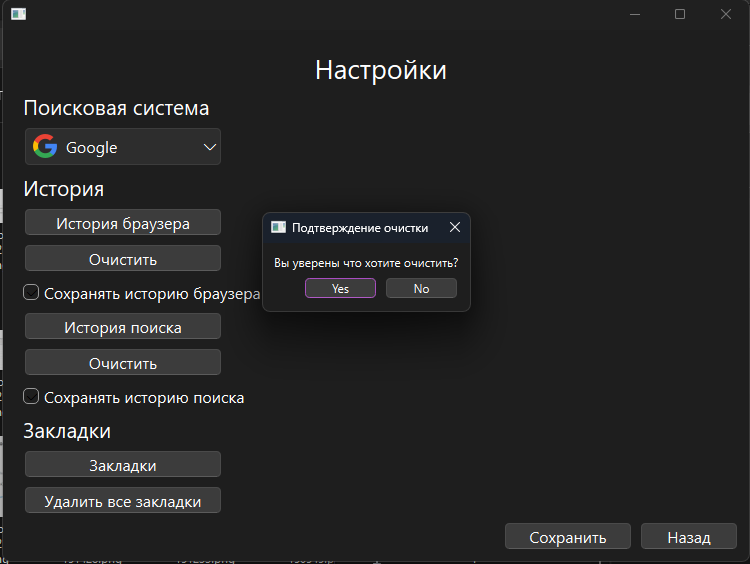 Настройки
Поисковая система
Google
История
История браузера
Очистить
Сохранять историю браузера
История поиска
Очистить
Сохранять историю поиска
Закладки
Закладки
Удалить все закладки
Подтверждение очистки
Вы уверены что хотите очистить?
Yes
No
Сохранить
Назад